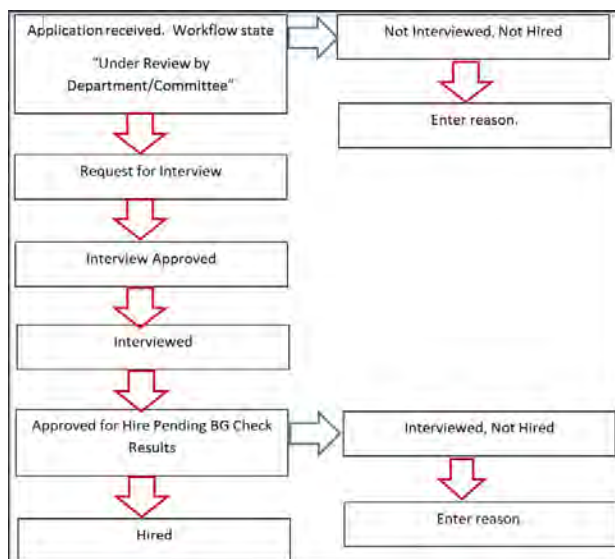 Application received.  Workflow state
"Under Review by
Department/Committee"
Not Interviewed, Not Hired
Enter reason.
Request for Interview
Interview Approved
Interviewed
Approved for Hire Pending BG Check
Results
Interviewed, Not Hired
Hired
Enter reason